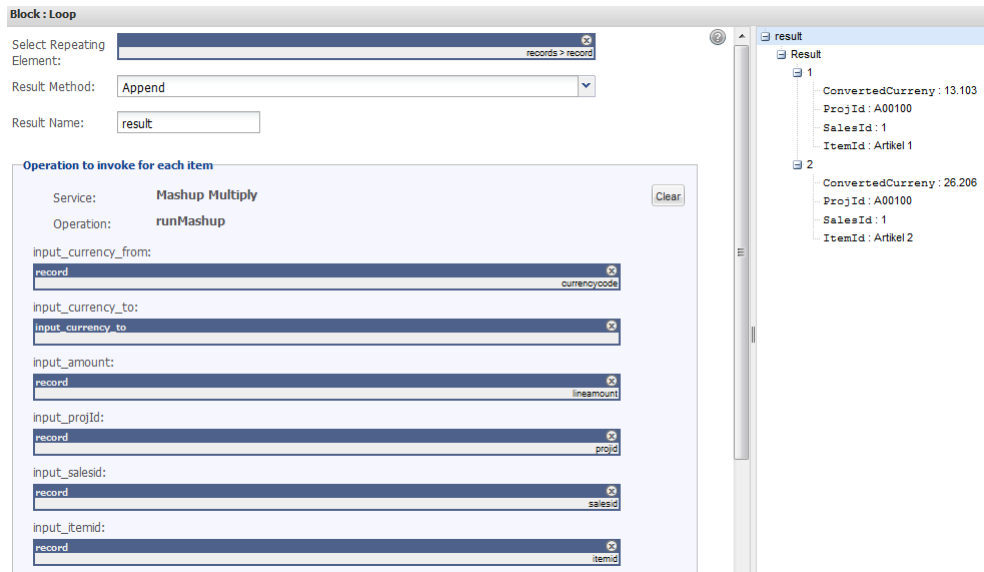 Block : Loop
Select Repeating
Element:
records > record
Result Method:
Append
Result Name:
result
Operation to invoke for each item
Service:
Mashup Multiply
Clear
Operation:
runMashup
input_currency_from:
record
currencycode
input_currency_to:
input_currency_to
input_amount:
record
lineamount
input_projId:
record
projid
input_salesid:
record
salesid
input_itemid:
record
itemid
result
Result
1
ConvertedCurreny : 13.103
ProjId : A00100
SalesId : 1
ItemId : Artikel 1
2
ConvertedCurreny : 26.206
ProjId : A00100
SalesId : 1
ItemId : Artikel 2